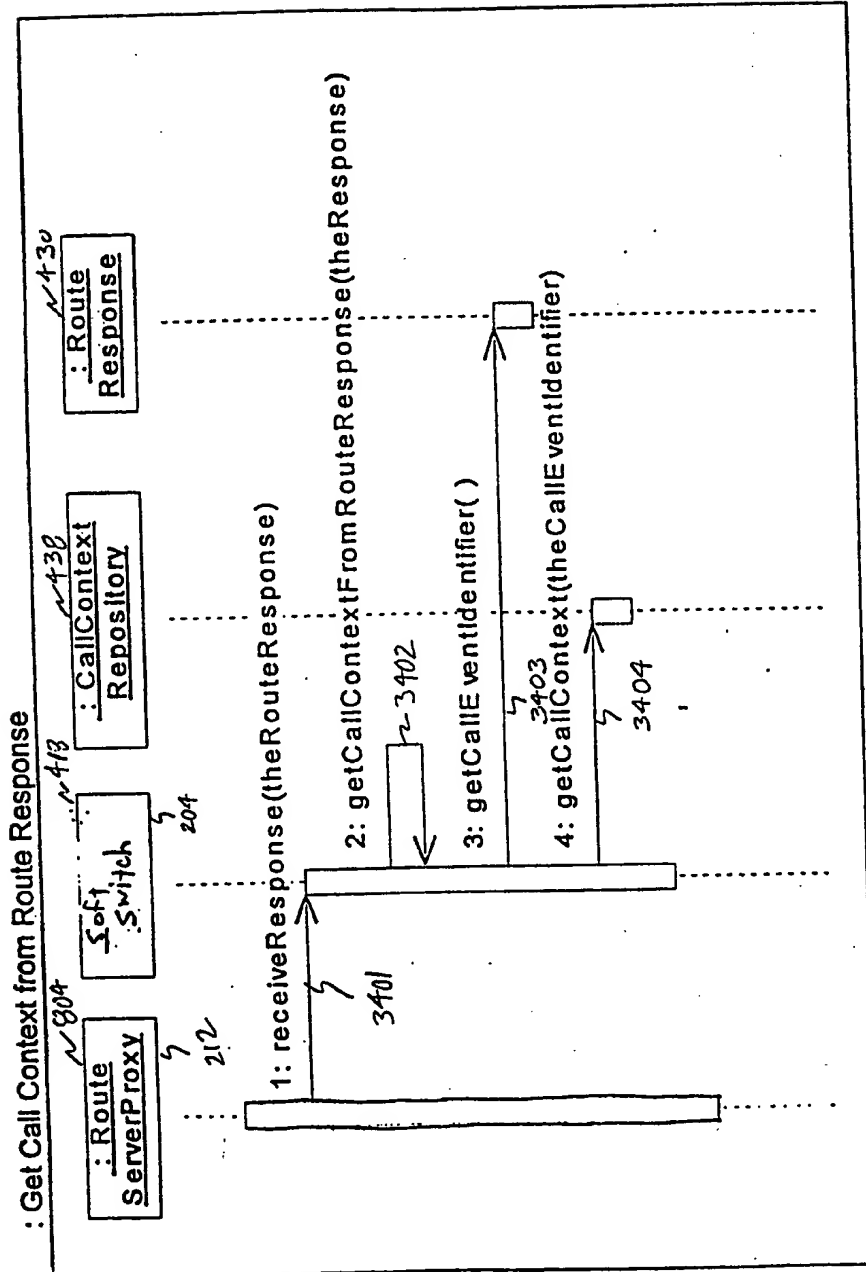 : Get Call Context from Route Response
804
: Route
ServerProxy
212
413
Soft
Switch
204
438
: CallContext
Repository
430
: Route
Response
1: receiveResponse(theRouteResponse)
3401
2: getCallContextFromRouteResponse(theResponse)
3402
3: getCallEventIdentifier( )
3403
4: getCallContext(theCallEventIdentifier)
3404